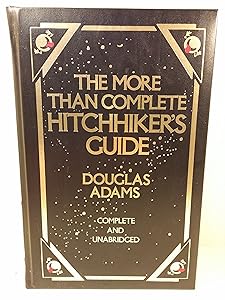 THE MORE
THAN COMPLETE
HITCHHIKER'S
GUIDE
DOUGLAS
ADAMS
COMPLETE
AND
UNABRIDGED